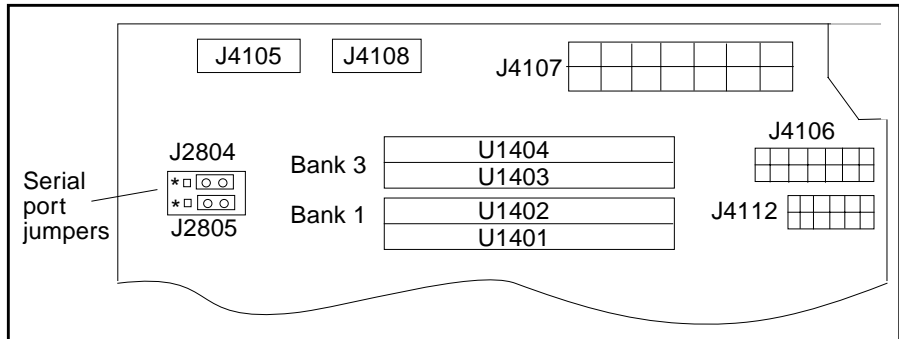 J4105
J4108
J4107
J4106
J2804
Bank 3
U1404
U1403
Serial
port
jumpers
*
*
Bank 1
U1402
U1401
J4112
J2805